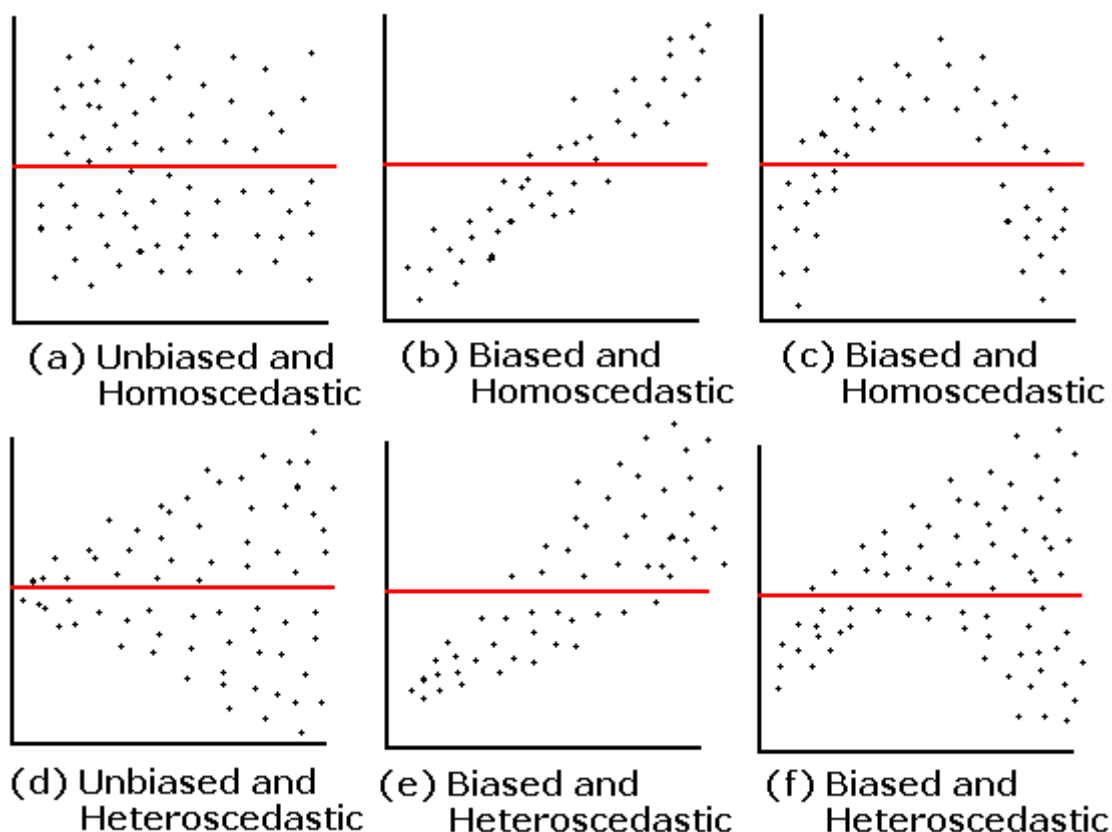 (a) Unbiased and
Homoscedastic
(b) Biased and
Homoscedastic
(c) Biased and
Homoscedastic
(d) Unbiased and
Heteroscedastic
(e) Biased and
Heteroscedastic
(f) Biased and
Heteroscedastic